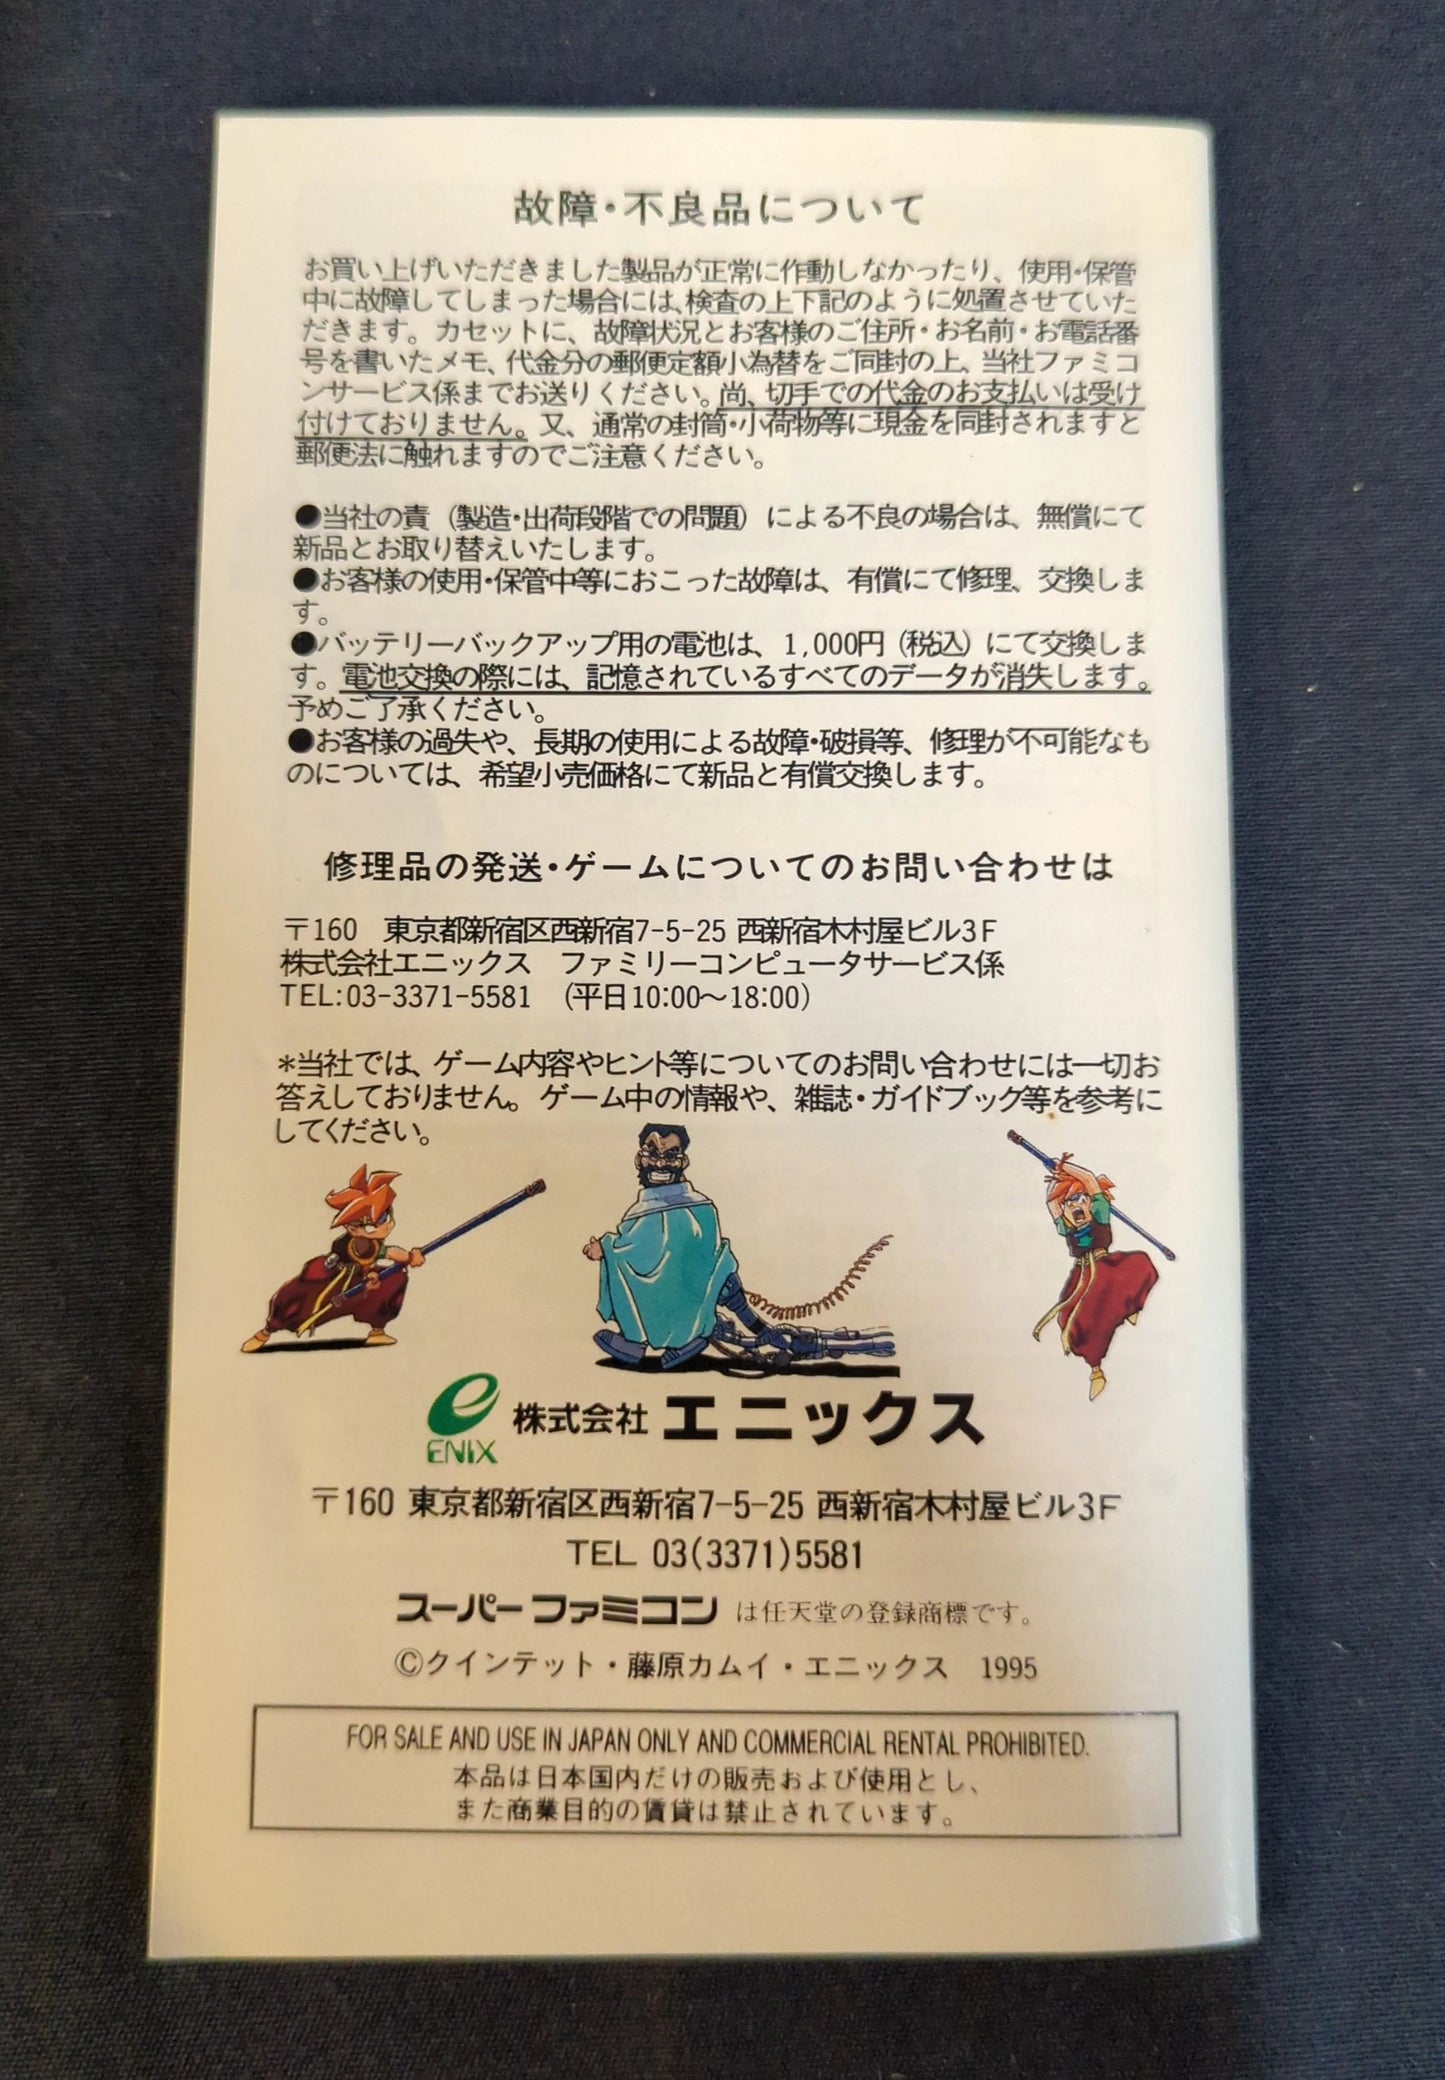 故障・不良品について
お買い上げいただきました製品が正常に作動しなかったり、使用・保管
中に故障してしまった場合には、検査の上下記のように処置させていた
だきます。カセットに、故障状況とお客様のご住所・お名前・お電話番
号を書いたメモ、代金分の郵便定額小為替をご同封の上、当社ファミコ
ンサービス係までお送りください。尚、切手での代金のお支払いは受け
付けておりません。又、通常の封筒・小荷物等に現金を同封されますと
郵便法に触れますのでご注意ください。
●当社の責（製造・出荷段階での問題）による不良の場合は、無償にて
新品とお取り替えいたします。
●お客様の使用・保管中等におこった故障は、有償にて修理、交換しま
す。
●バッテリーバックアップ用の電池は、1,000円（税込）にて交換しま
す。電池交換の際には、記憶されているすべてのデータが消失します。
予めご了承ください。
●お客様の過失や、長期の使用による故障・破損等、修理が不可能なも
のについては、希望小売価格にて新品と有償交換します。
修理品の発送・ゲームについてのお問い合わせは
〒160　東京都新宿区西新宿7-5-25 西新宿木村屋ビル3F
株式会社エニックス　ファミリーコンピュータサービス係
TEL:03-3371-5581　(平日10:00〜18:00)
*当社では、ゲーム内容やヒント等についてのお問い合わせには一切お
答えしておりません。ゲーム中の情報や、雑誌・ガイドブック等を参考に
してください。
ENIX 株式会社 エニックス
〒160 東京都新宿区西新宿7-5-25 西新宿木村屋ビル3F
TEL 03(3371)5581
スーパーファミコン は任天堂の登録商標です。
©クインテット・藤原カムイ・エニックス　1995
FOR SALE AND USE IN JAPAN ONLY AND COMMERCIAL RENTAL PROHIBITED.
本品は日本国内だけの販売および使用とし、
また商業目的の賃貸は禁止されています。